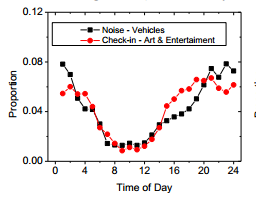 0.12
Noise - Vehicles
Check-in - Art & Entertaiment
0.08
Proportion
0.04
0.00
0 4 8 12 16 20 24
Time of Day